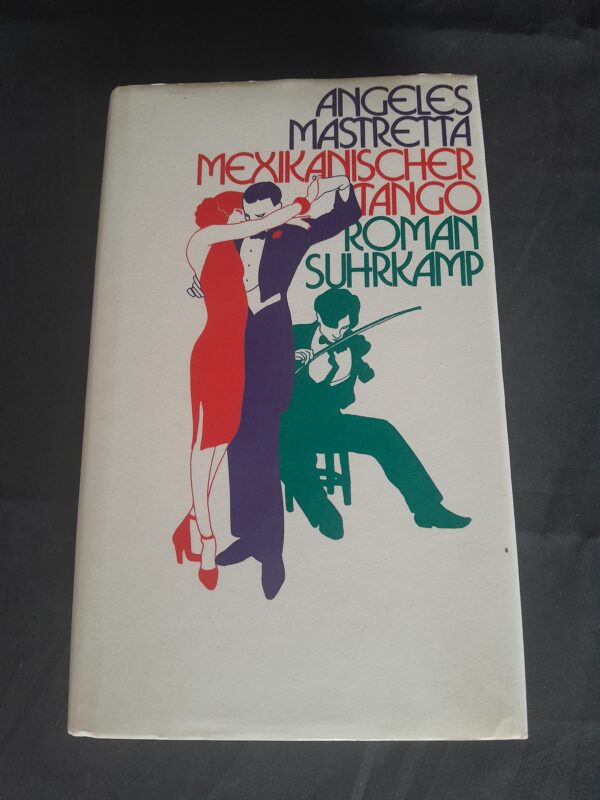 ANGELES
MASTRETTA
MEXIKANISCHER
TANGO
ROMAN
SUHRKAMP